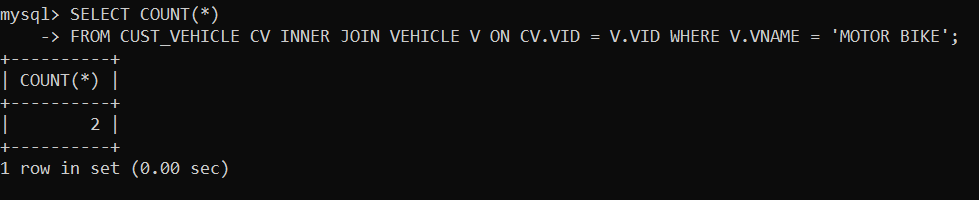 mysql> SELECT COUNT(*)
    -> FROM CUST_VEHICLE CV INNER JOIN VEHICLE V ON CV.VID = V.VID WHERE V.VNAME = 'MOTOR BIKE';
+----------+
| COUNT(*) |
+----------+
|        2 |
+----------+
1 row in set (0.00 sec)